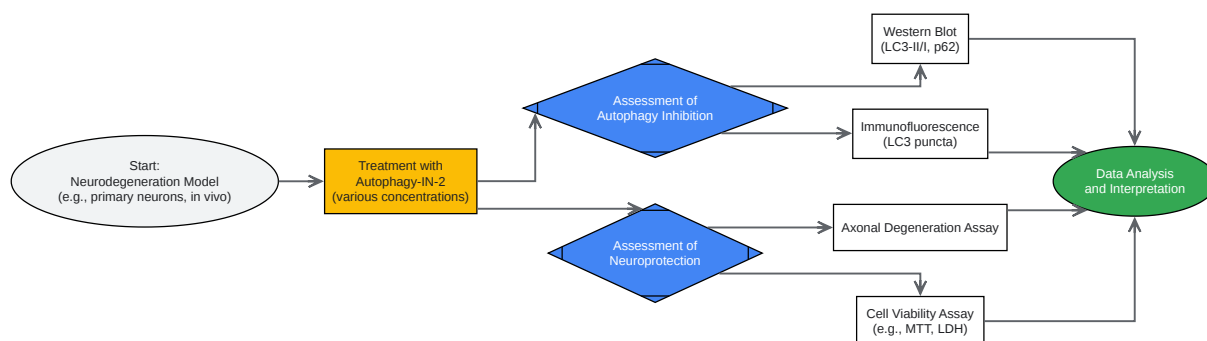 Start:
Neurodegeneration Model
(e.g., primary neurons, in vivo)
Treatment with
Autophagy-IN-2
(various concentrations)
Assessment of
Autophagy Inhibition
Assessment of
Neuroprotection
Western Blot
(LC3-II/I, p62)
Immunofluorescence
(LC3 puncta)
Axonal Degeneration Assay
Cell Viability Assay
(e.g., MTT, LDH)
Data Analysis
and Interpretation